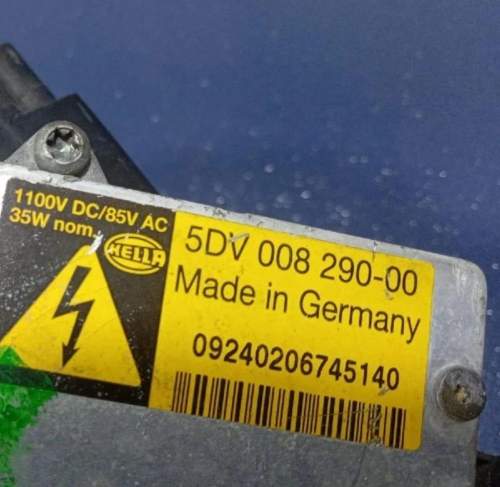 1100V DC/85V AC
35W nom.
HELLA
5DV 008 290-00
Made in Germany
09240206745140